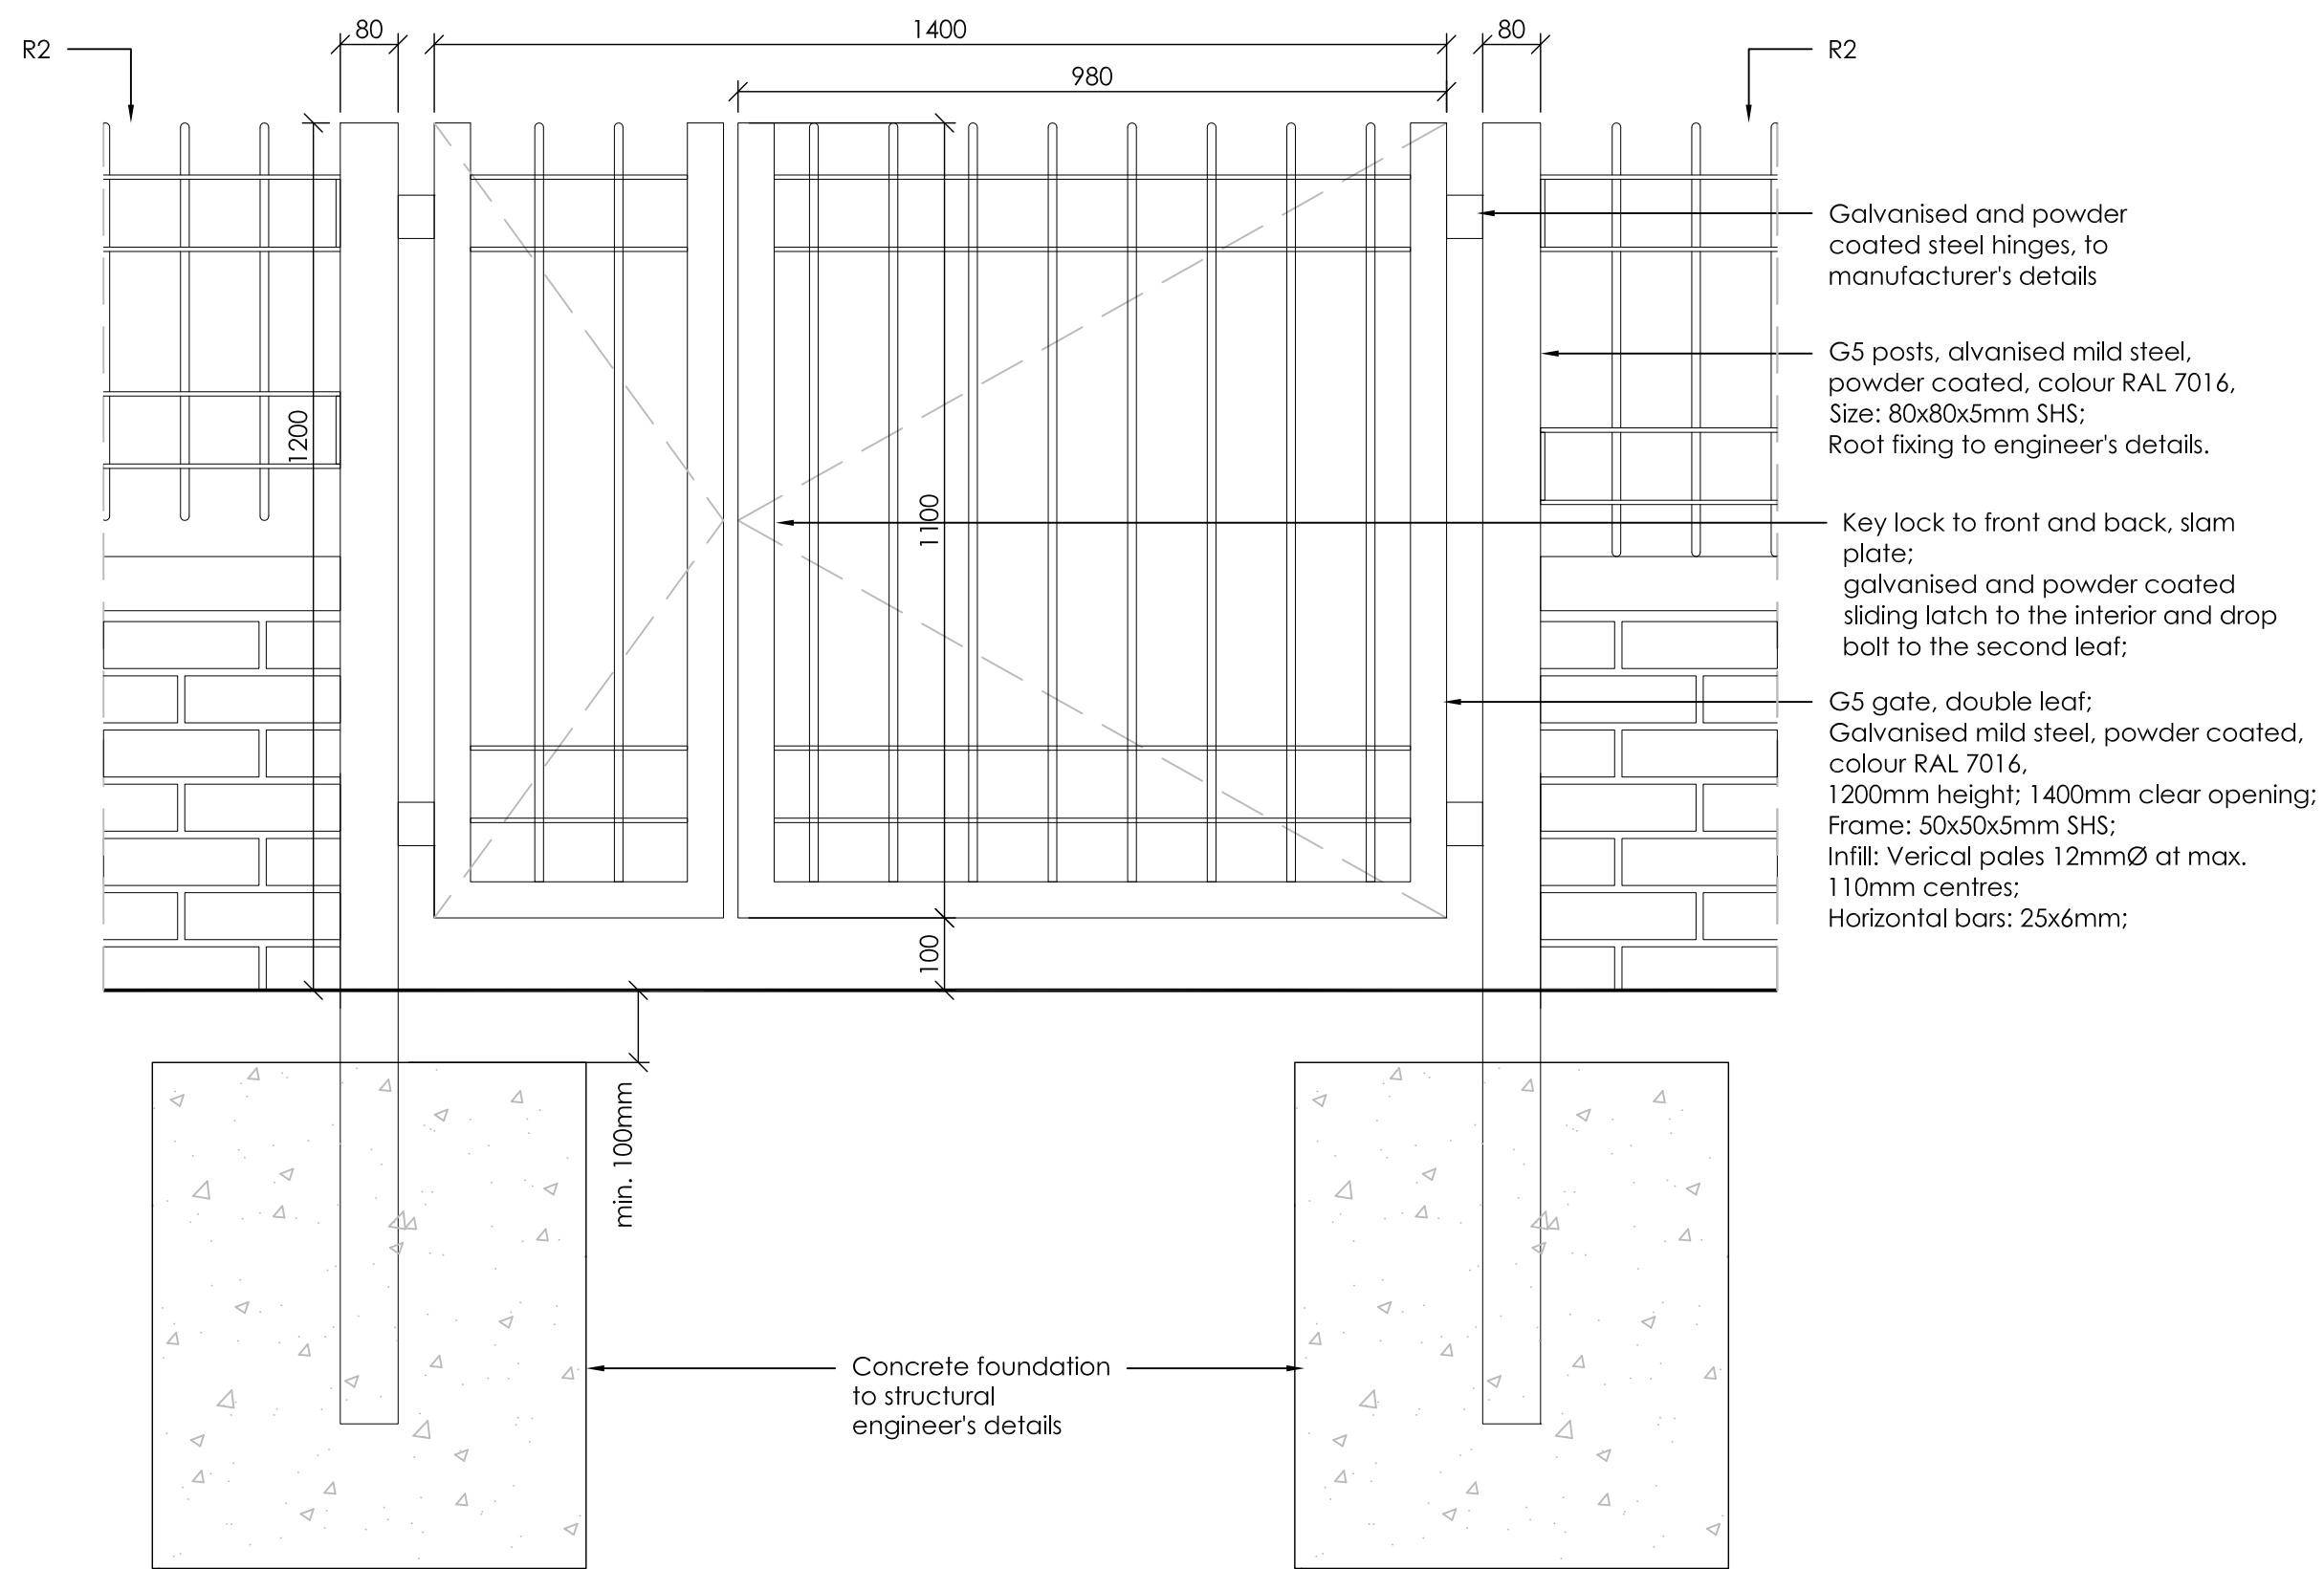 80
1400
80
R2
R2
980
Galvanised and powder
coated steel hinges, to
manufacturer's details
G5 posts, alvanised mild steel,
powder coated, colour RAL 7016,
Size: 80x80x5mm SHS;
Root fixing to engineer's details.
1200
1100
Key lock to front and back, slam
plate;
galvanised and powder coated
sliding latch to the interior and drop
bolt to the second leaf;
G5 gate, double leaf;
Galvanised mild steel, powder coated,
colour RAL 7016,
1200mm height; 1400mm clear opening;
Frame: 50x50x5mm SHS;
Infill: Verical pales 12mmØ at max.
110mm centres;
Horizontal bars: 25x6mm;
100
min. 100mm
Concrete foundation
to structural
engineer's details